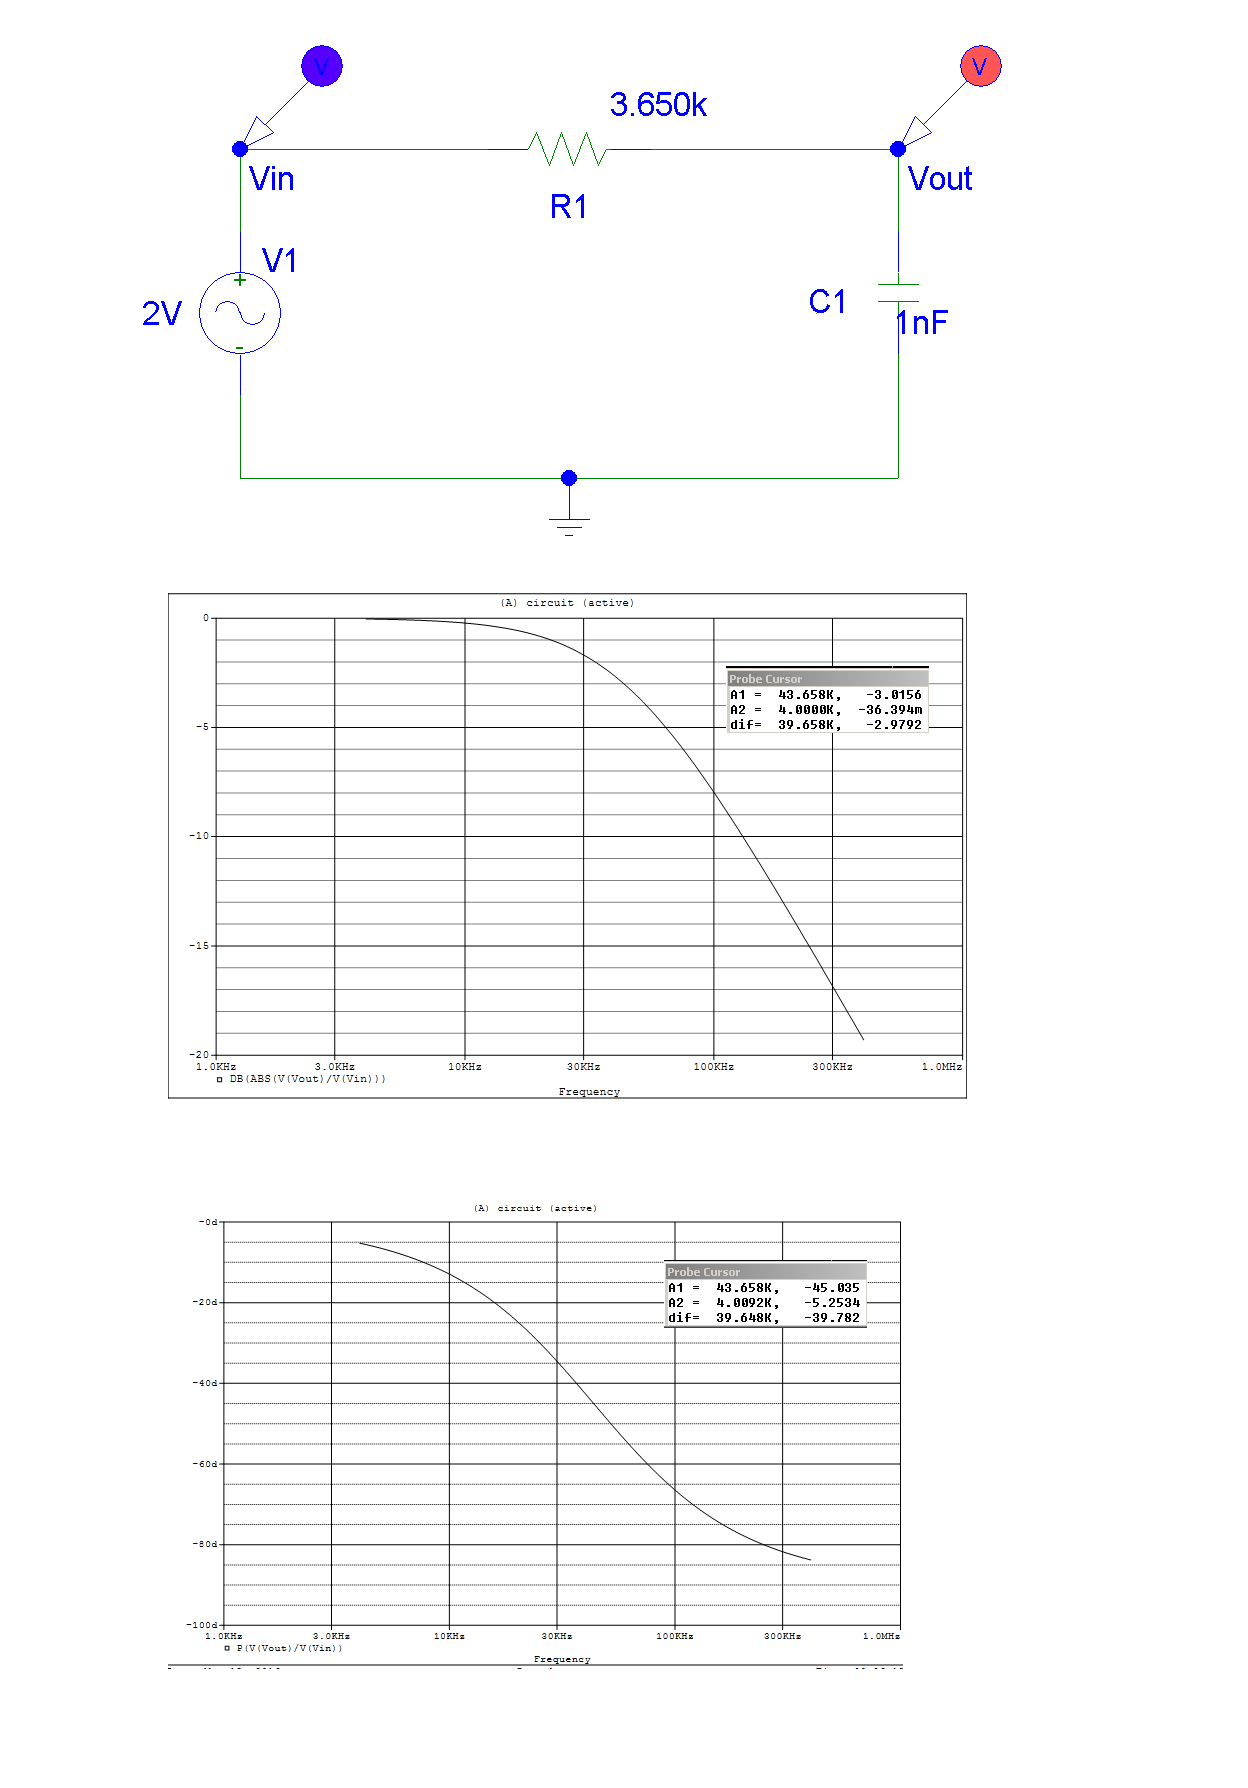 V
V
3.650k
Vin
Vout
R1
V1
+
2V
C1
1nF
-
(A) circuit (active)
0
Probe Cursor
A1 = 43.658K, -3.0156
A2 = 4.0000K, -36.394m
dif= 39.658K, -2.9792
-5
-10
-15
-20
1.0KHz 3.0KHz 10KHz 30KHz 100KHz 300KHz 1.0MHz
DB(ABS(V(Vout)/V(Vin)))
Frequency
(A) circuit (active)
-0d
Probe Cursor
A1 = 43.658K, -45.035
A2 = 4.0092K, -5.2534
dif= 39.648K, -39.782
-20d
-40d
-60d
-80d
-100d
1.0KHz 3.0KHz 10KHz 30KHz 100KHz 300KHz 1.0MHz
P(V(Vout)/V(Vin))
Frequency